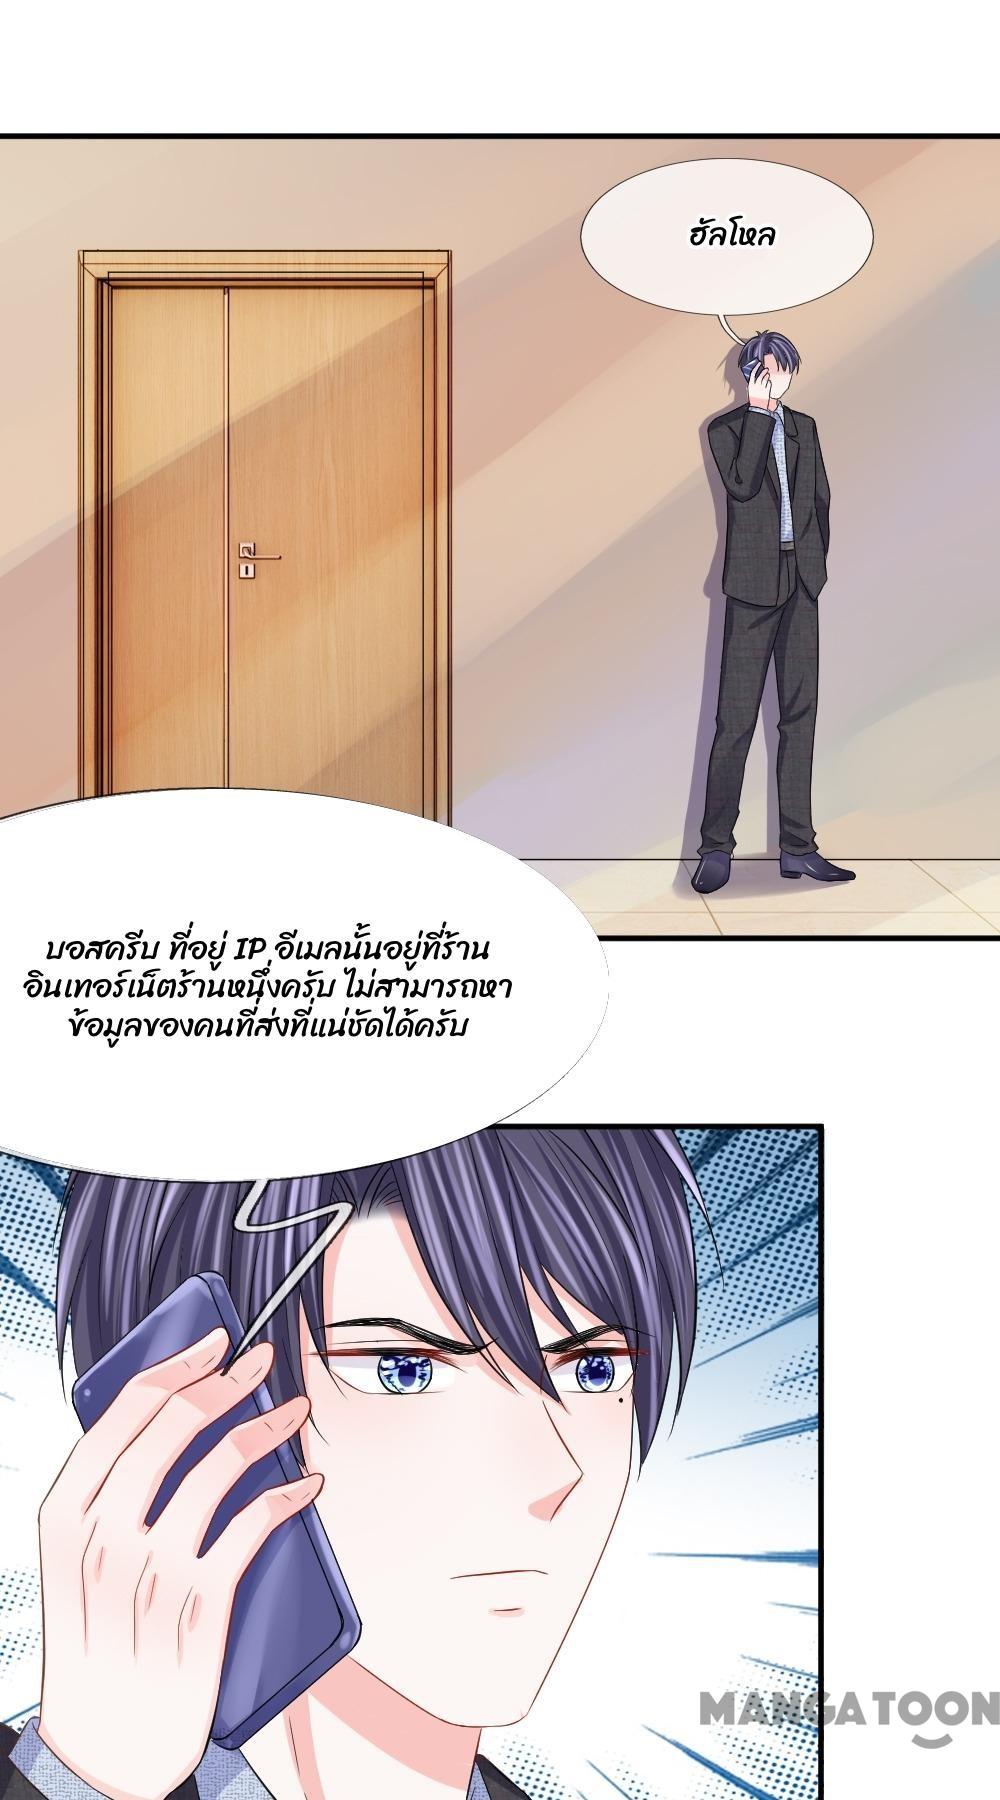 ฮัลโหล
บอสครีบ ที่อยู่ IP อีเมลนั้นอยู่ที่ร้าน
อินเทอร์เน็ตร้านหนึ่งครับ ไม่สามารถหา
ข้อมูลของคนที่ส่งที่แน่ชัดได้ครับ
MANGATOON